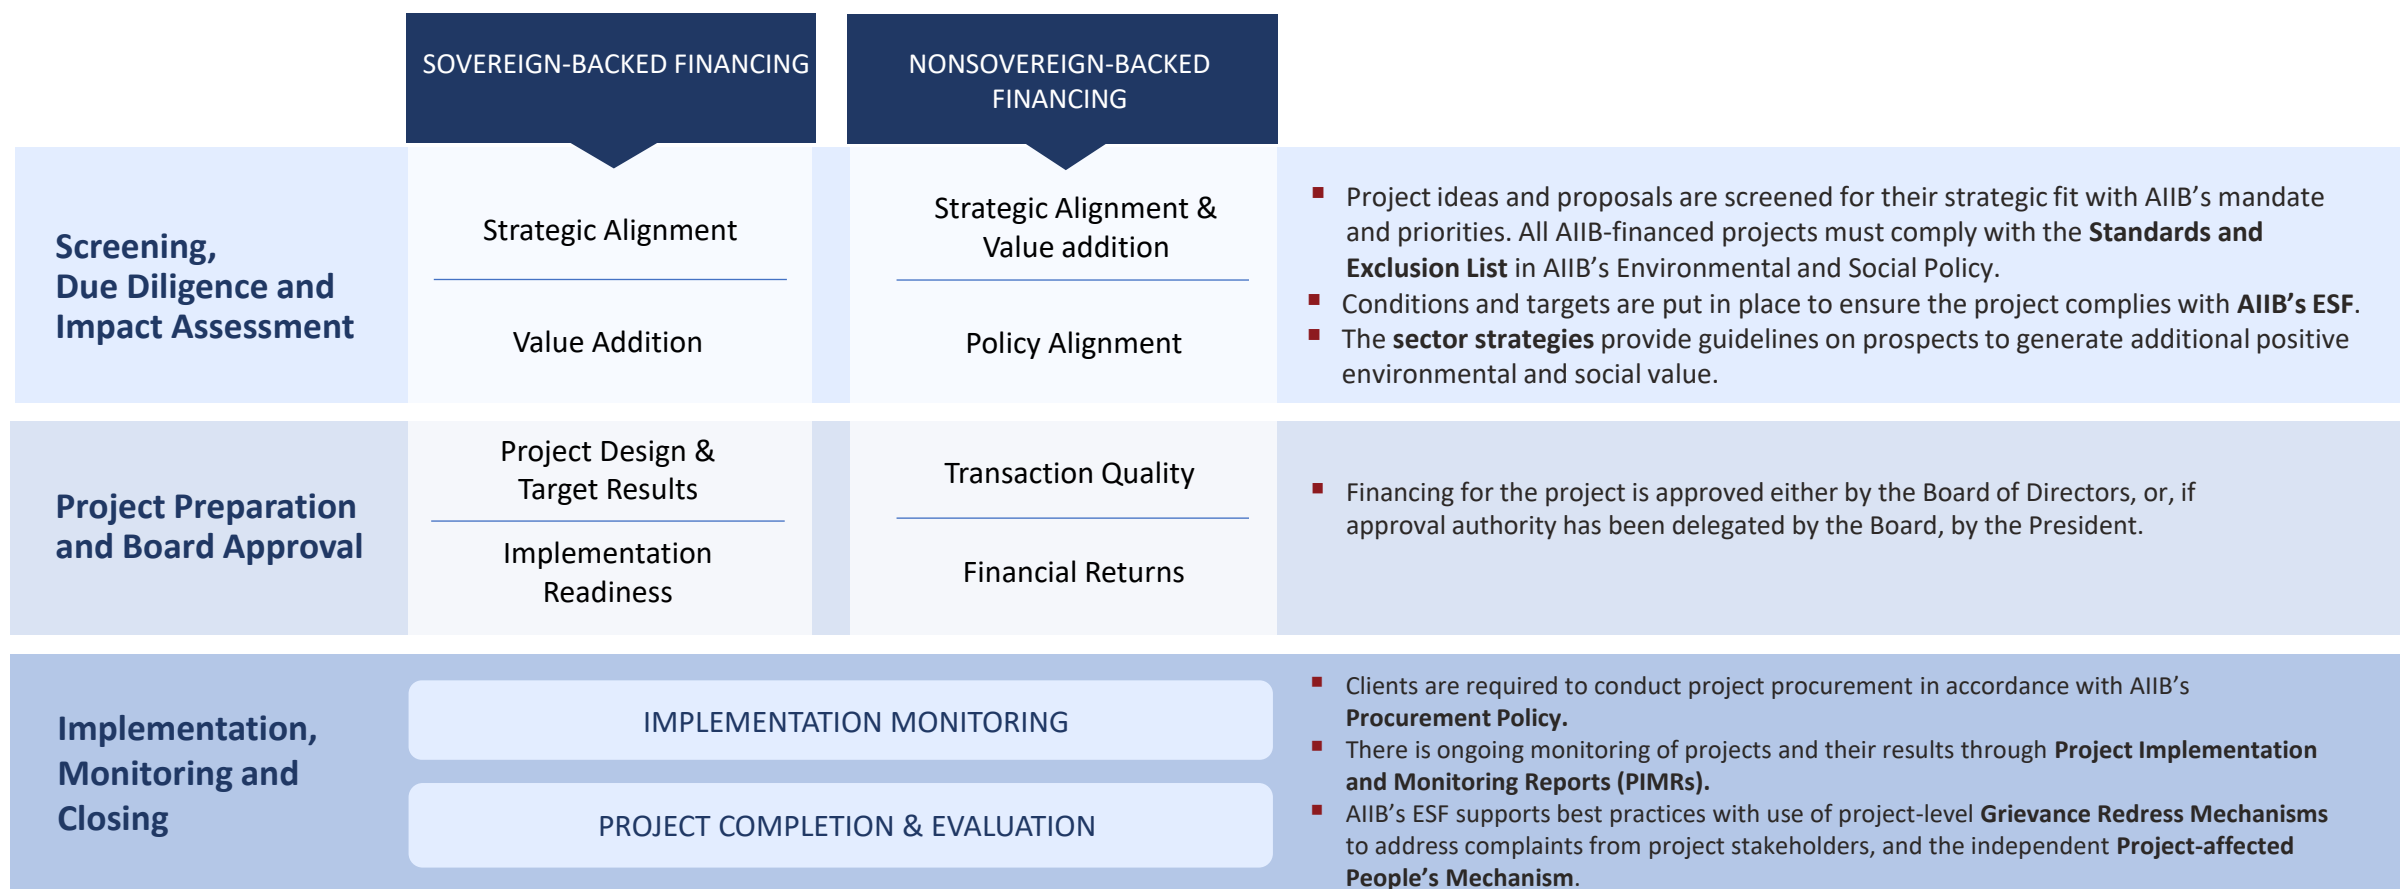 SOVEREIGN-BACKED FINANCING
NONSOVEREIGN-BACKED
FINANCING
Screening,
Due Diligence and
Impact Assessment
Strategic Alignment
Value Addition
Strategic Alignment &
Value addition
Policy Alignment
Project ideas and proposals are screened for their strategic fit with AIIB’s mandate
and priorities. All AIIB-financed projects must comply with the Standards and
Exclusion List in AIIB’s Environmental and Social Policy.
Conditions and targets are put in place to ensure the project complies with AIIB’s ESF.
The sector strategies provide guidelines on prospects to generate additional positive
environmental and social value.
Project Preparation
and Board Approval
Project Design &
Target Results
Implementation
Readiness
Transaction Quality
Financial Returns
Financing for the project is approved either by the Board of Directors, or, if
approval authority has been delegated by the Board, by the President.
Implementation,
Monitoring and
Closing
IMPLEMENTATION MONITORING
PROJECT COMPLETION & EVALUATION
Clients are required to conduct project procurement in accordance with AIIB’s
Procurement Policy.
There is ongoing monitoring of projects and their results through Project Implementation
and Monitoring Reports (PIMRs).
AIIB’s ESF supports best practices with use of project-level Grievance Redress Mechanisms
to address complaints from project stakeholders, and the independent Project-affected
People’s Mechanism.